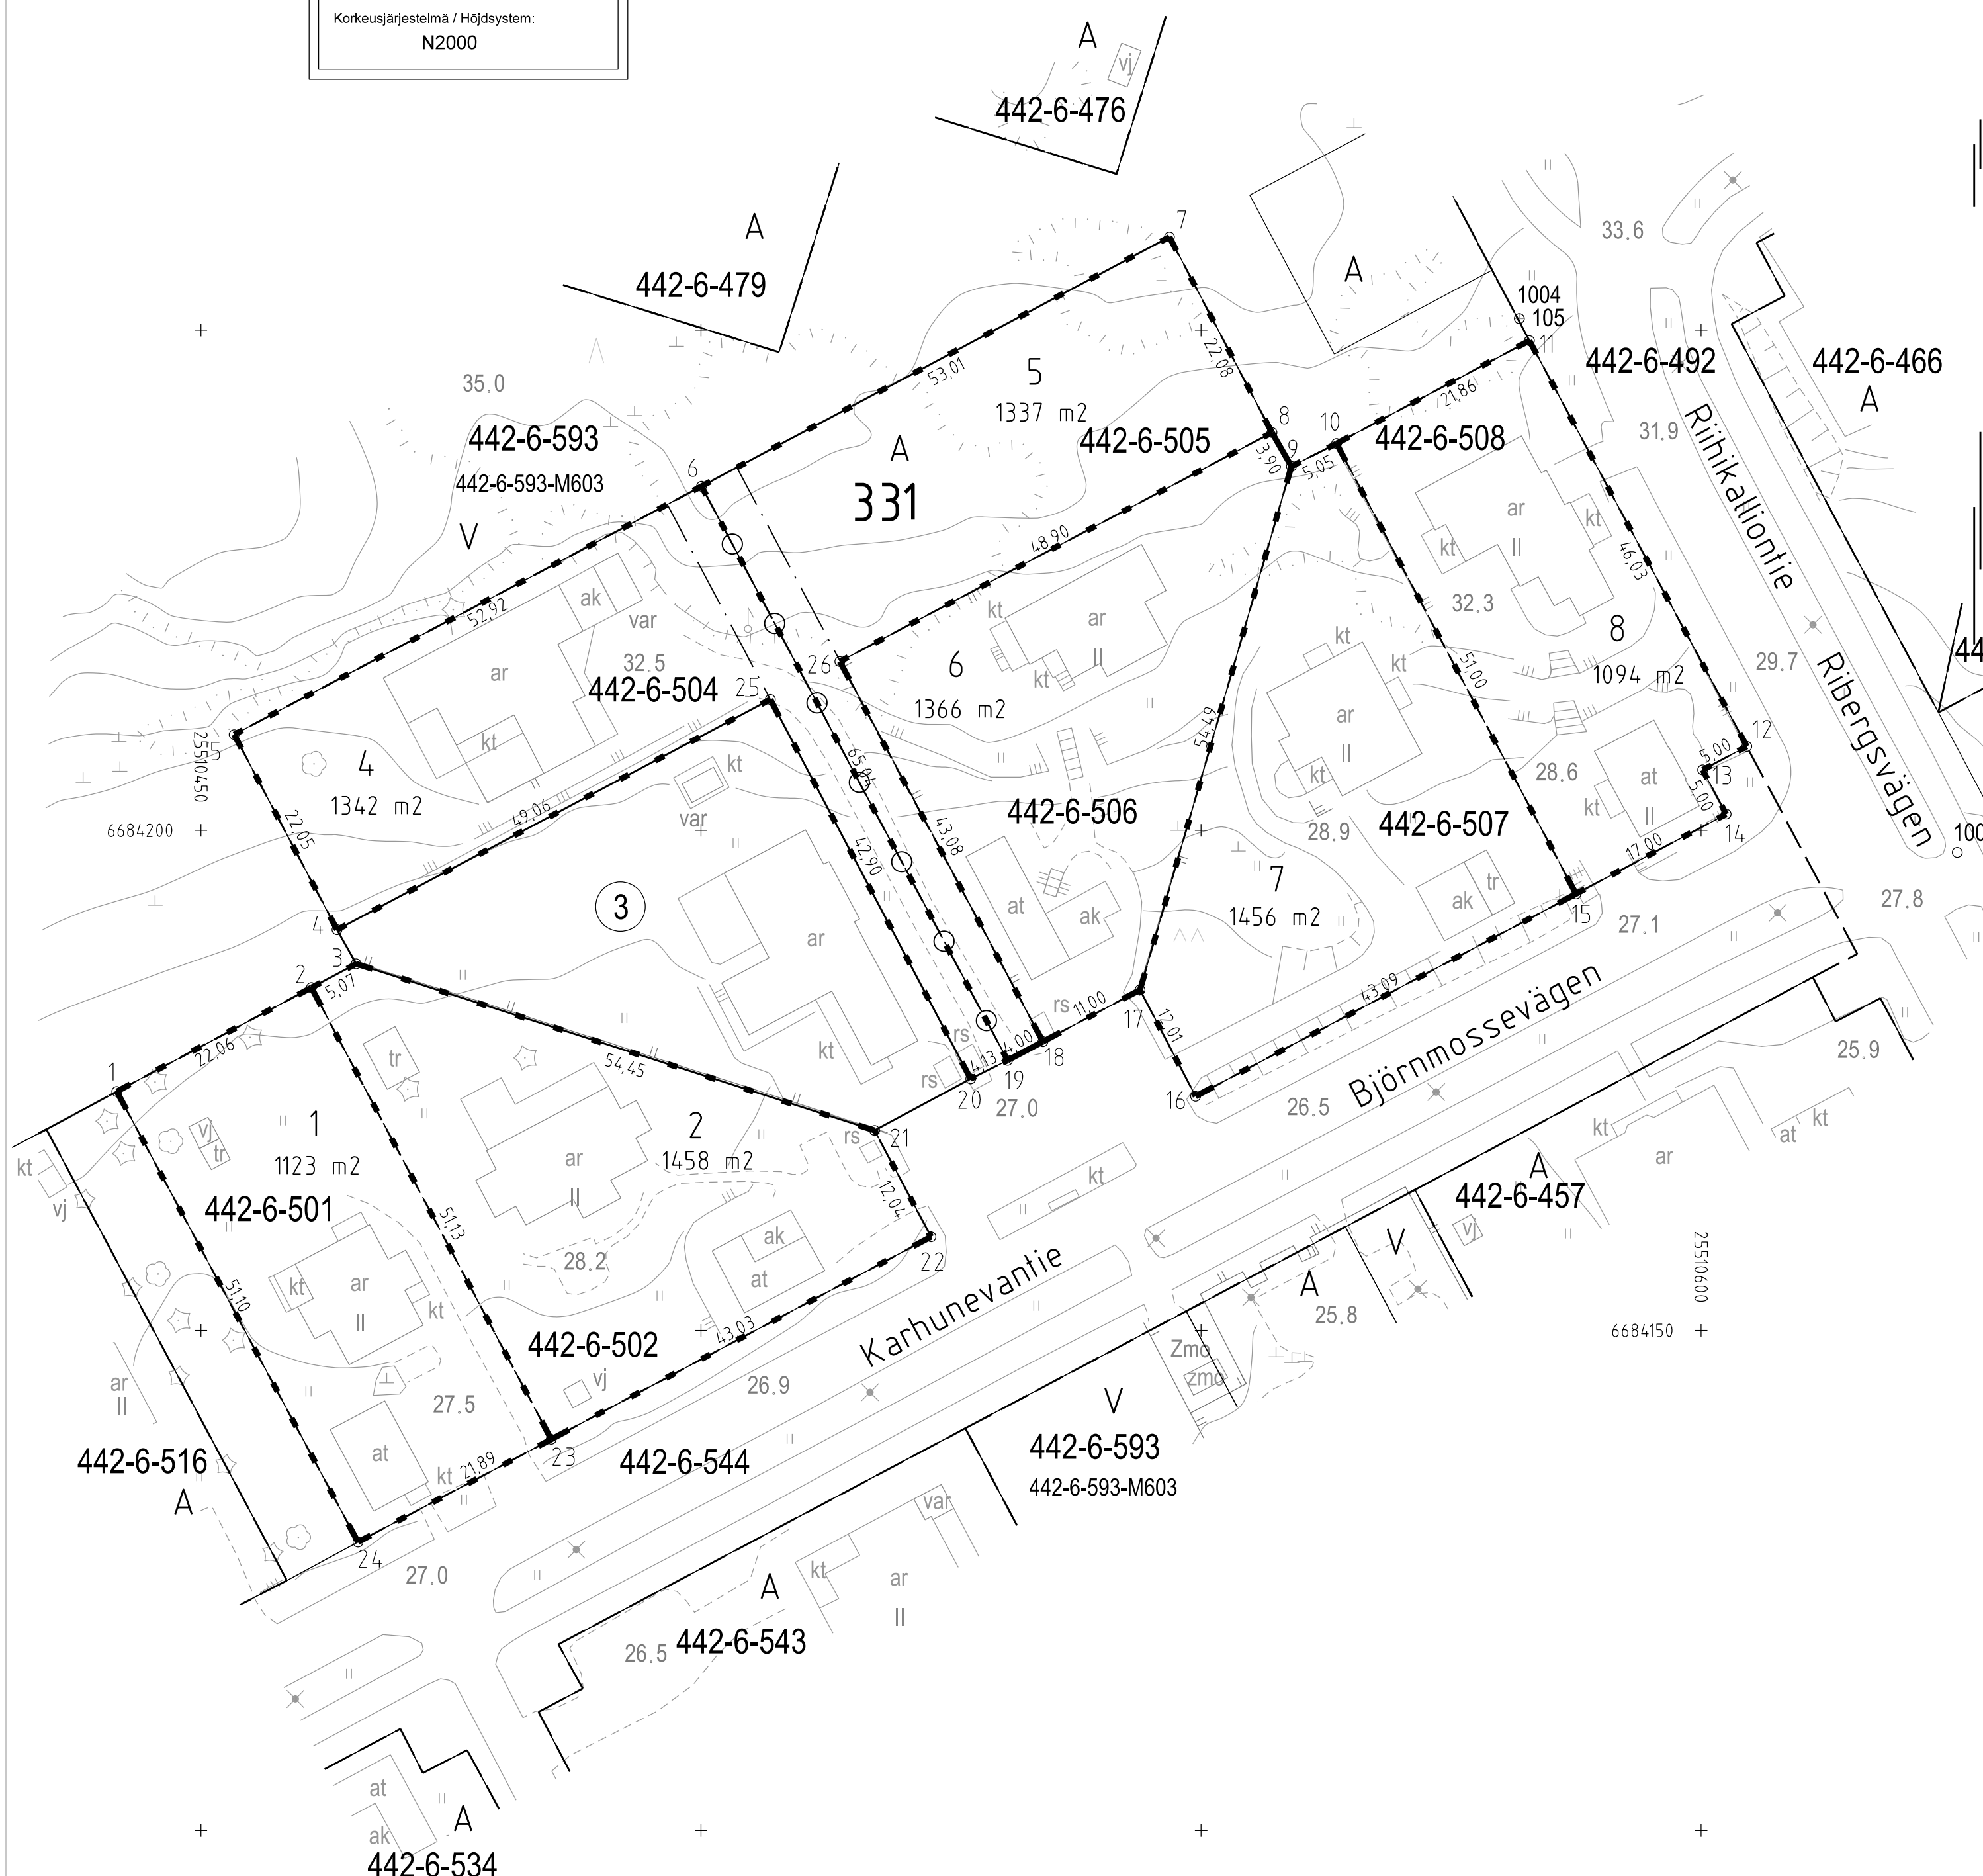 Korkeusjärjestelmä / Höjdsystem:
N2000
A
vj
442-6-476
A
442-6-479
7
33.6
A
1004
105
11
442-6-492
442-6-466
A
35.0
53,01
5
1337 m2
22,08
8
10
21,86
442-6-508
31.9
Riihikalliontie
442-6-593
442-6-593-M603
V
6
A
331
442-6-505
3,90
9
5,05
ar
II
kt
kt
46,03
48,90
52,92
ak
var
ar
kt
32.5
442-6-504
25
26
kt
ar
II
kt
6
1366 m2
kt
kt
ar
II
kt
32.3
51,00
8
1094 m2
29.7
Ribergsvägen
44
5
25510450
4
1342 m2
22,05
49,06
kt
var
65,04
43,08
42,90
54,49
442-6-506
28.9
442-6-507
28.6
at
II
kt
5,00
12
13
5,00
14
17,00
100
6684200
4
3
3
2
5,07
ar
kt
at
ak
7
1456 m2
ak
tr
15
27.1
27.8
1
22,06
tr
54,45
rs
rs
4,13
4,00
rs
11,00
17
12,01
43,09
Björnmossevägen
20
19
18
27.0
16
26.5
25.9
vj
tr
1
1123 m2
442-6-501
ar
II
2
1458 m2
rs
21
12,04
kt
kt
ar
at
kt
kt
vj
51,13
28.2
ak
at
22
A
442-6-457
vj
V
25510600
kt
ar
II
kt
51,10
442-6-502
43,03
vj
Karhunevantie
A
25.8
6684150
Zmo
zmo
ar
II
27.5
26.9
V
442-6-593
442-6-593-M603
442-6-516
A
at
kt
21,89
23
442-6-544
24
27.0
var
kt
ar
II
A
26.5
442-6-543
at
ak
A
442-6-534